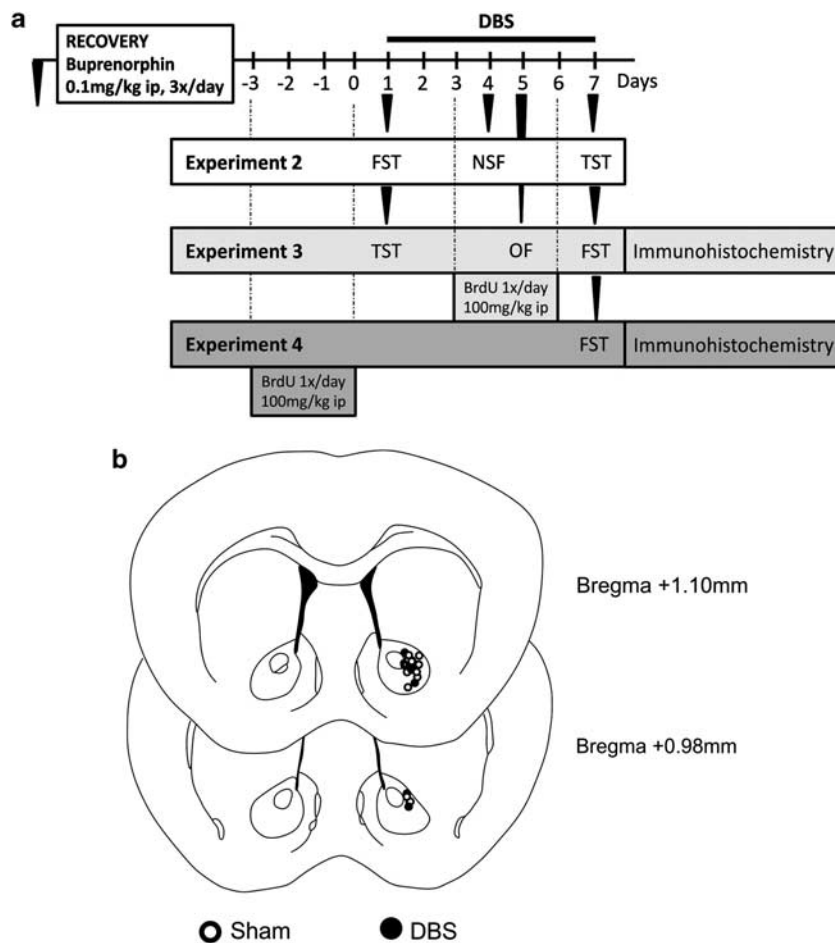 a
RECOVERY
Buprenorphin
0.1mg/kg ip, 3x/day
DBS
-3 -2 -1 0 1 2 3 4 5 6 7 Days
Experiment 2 FST NSF TST
Experiment 3 TST OF FST Immunohistochemistry
BrdU 1x/day
100mg/kg ip
Experiment 4 FST Immunohistochemistry
BrdU 1x/day
100mg/kg ip
b
Bregma +1.10mm
Bregma +0.98mm
Sham DBS